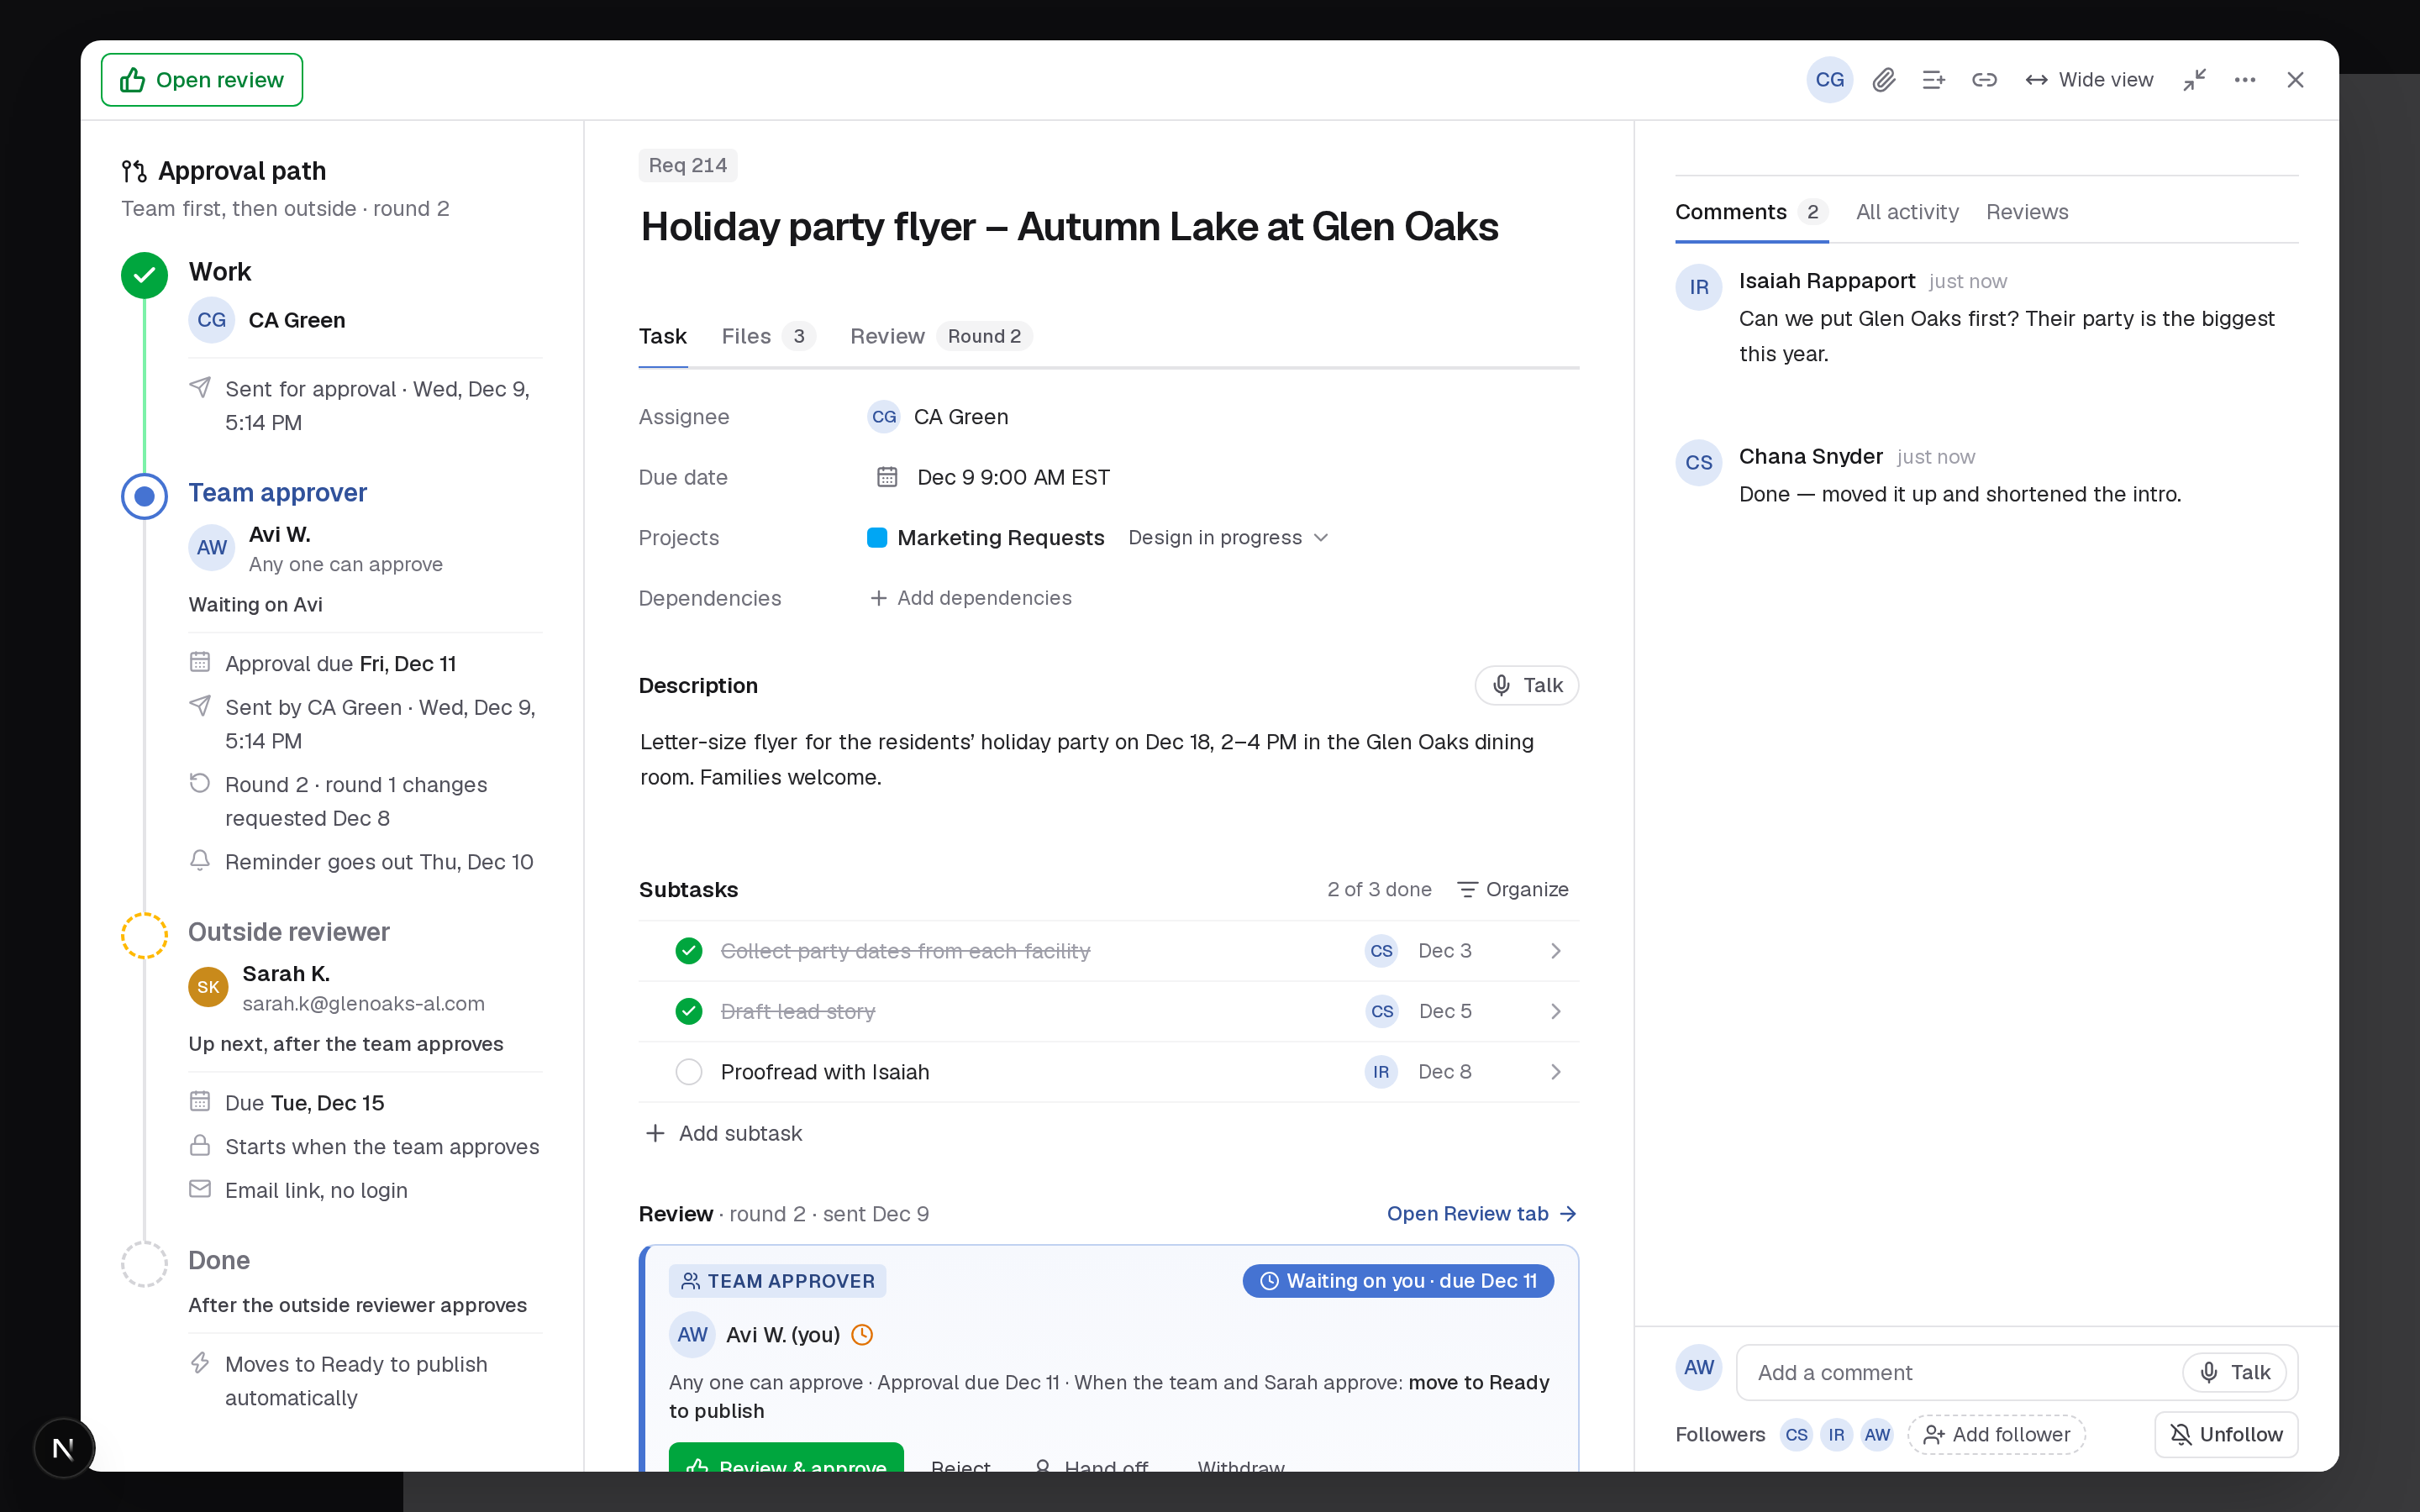 Open review
CG
Wide view
Approval path
Team first, then outside · round 2
Work
CG CA Green
Sent for approval · Wed, Dec 9,
5:14 PM
Team approver
AW Avi W.
Any one can approve
Waiting on Avi
Approval due Fri, Dec 11
Sent by CA Green · Wed, Dec 9,
5:14 PM
Round 2 · round 1 changes
requested Dec 8
Reminder goes out Thu, Dec 10
Outside reviewer
SK Sarah K.
sarah.k@glenoaks-al.com
Up next, after the team approves
Due Tue, Dec 15
Starts when the team approves
Email link, no login
Done
After the outside reviewer approves
Moves to Ready to publish
automatically
N
Req 214
Holiday party flyer – Autumn Lake at Glen Oaks
Task Files 3 Review Round 2
Assignee CG CA Green
Due date Dec 9 9:00 AM EST
Projects Marketing Requests Design in progress
Dependencies Add dependencies
Description Talk
Letter-size flyer for the residents’ holiday party on Dec 18, 2–4 PM in the Glen Oaks dining
room. Families welcome.
Subtasks 2 of 3 done Organize
Collect party dates from each facility CS Dec 3
Draft lead story CS Dec 5
Proofread with Isaiah IR Dec 8
Add subtask
Review · round 2 · sent Dec 9 Open Review tab
TEAM APPROVER Waiting on you · due Dec 11
AW Avi W. (you)
Any one can approve · Approval due Dec 11 · When the team and Sarah approve: move to Ready
to publish
Review & approve Reject Hand off Withdraw
Comments 2 All activity Reviews
IR Isaiah Rappaport just now
Can we put Glen Oaks first? Their party is the biggest
this year.
CS Chana Snyder just now
Done — moved it up and shortened the intro.
AW Add a comment Talk
Followers CS IR AW Add follower Unfollow